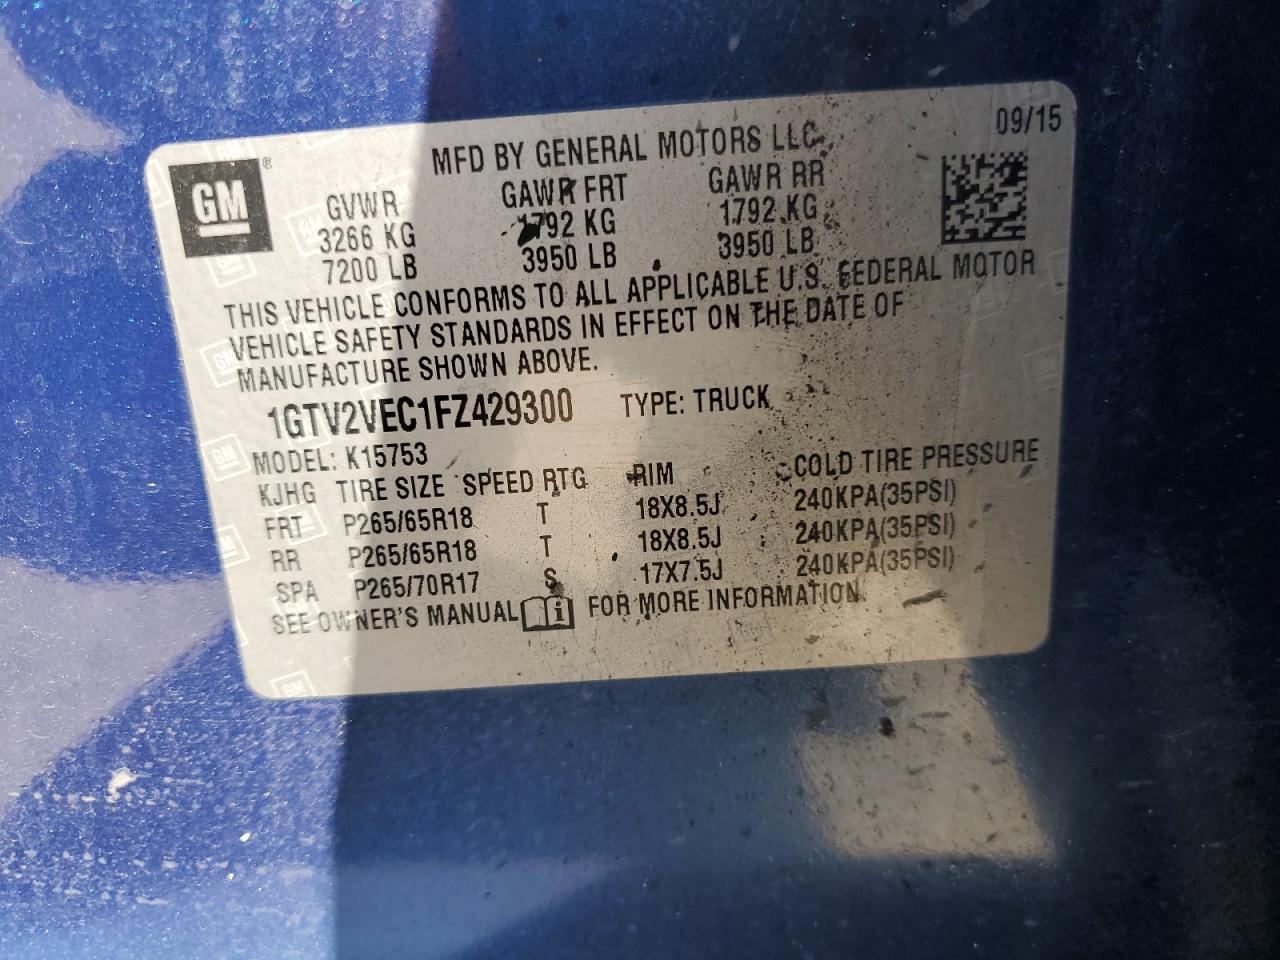 MFD BY GENERAL MOTORS LLC 09/15
GM®
GVWR GAWR FRT GAWR RR
3266 KG 1792 KG 1792 KG
7200 LB 3950 LB 3950 LB
THIS VEHICLE CONFORMS TO ALL APPLICABLE U.S. FEDERAL MOTOR
VEHICLE SAFETY STANDARDS IN EFFECT ON THE DATE OF
MANUFACTURE SHOWN ABOVE.
1GTV2VEC1FZ429300 TYPE: TRUCK
MODEL: K15753
KJHG TIRE SIZE SPEED RTG RIM COLD TIRE PRESSURE
FRT P265/65R18 T 18X8.5J 240KPA(35PSI)
RR P265/65R18 T 18X8.5J 240KPA(35PSI)
SPA P265/70R17 S 17X7.5J 240KPA(35PSI)
SEE OWNER'S MANUAL i FOR MORE INFORMATION.